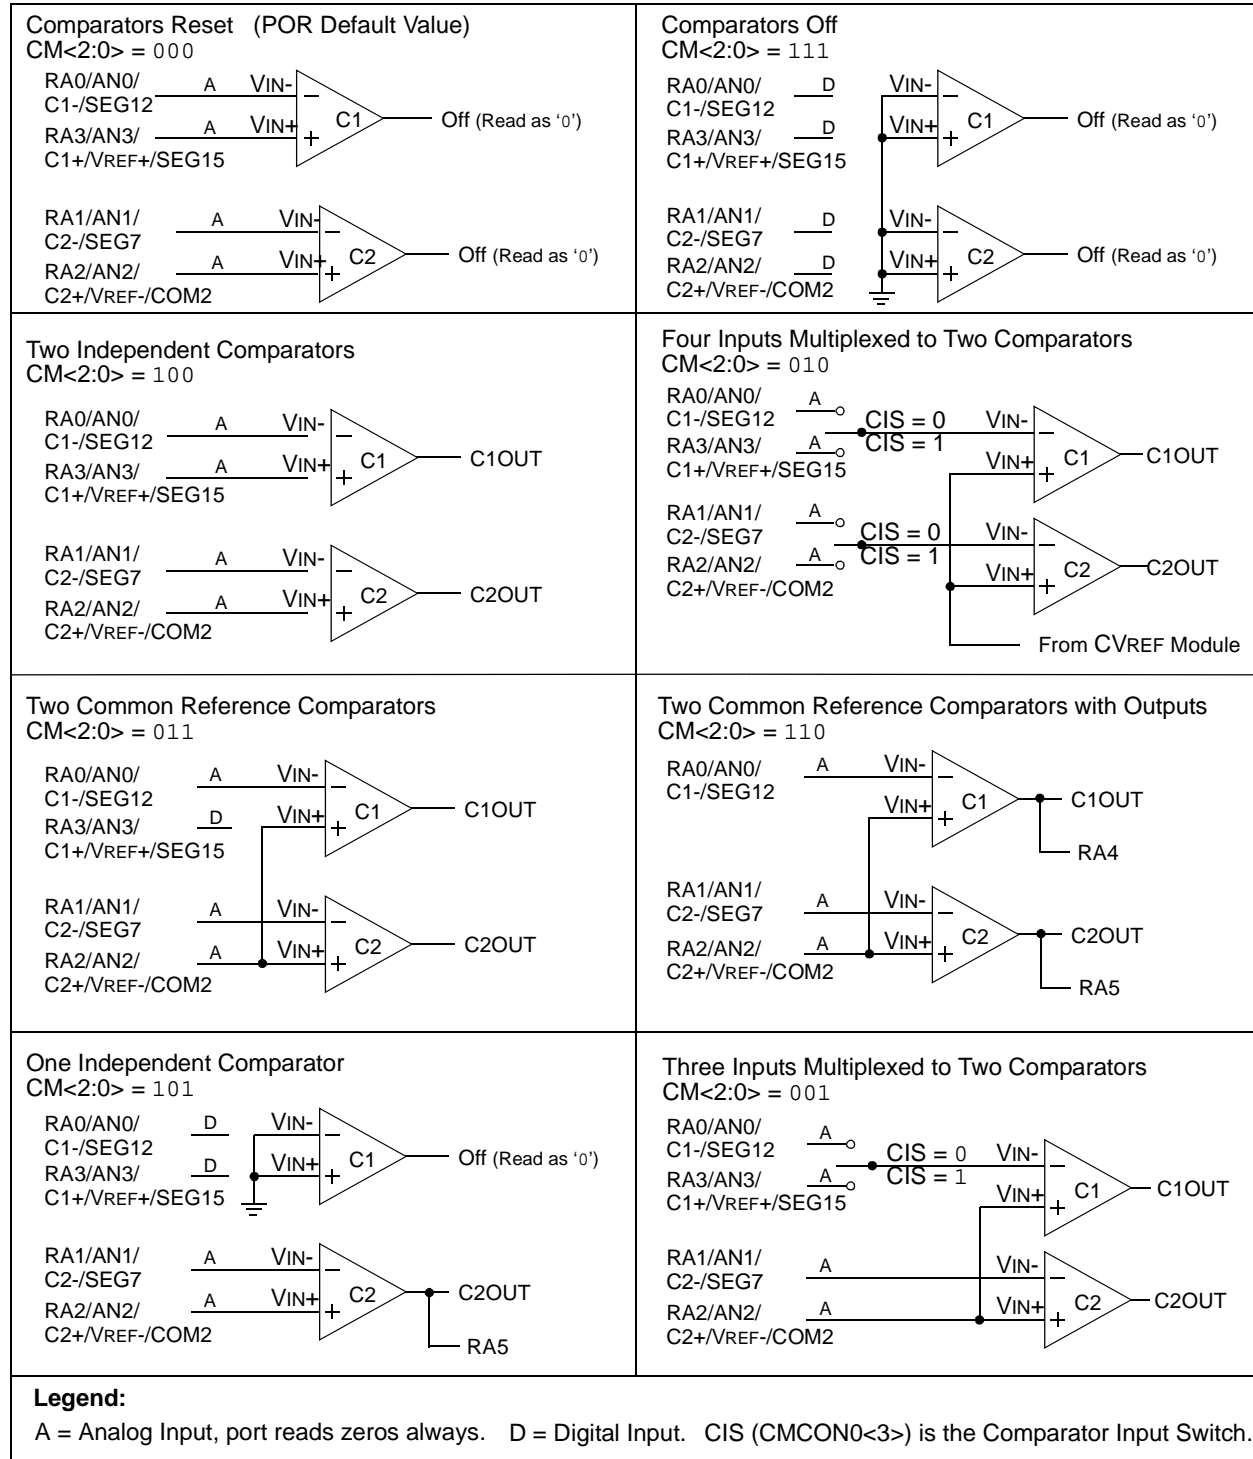 Comparators Reset (POR Default Value)
CM<2:0> = 000
RA0/AN0/
C1-/SEG12
A
VIN-
RA3/AN3/
C1+/VREF+/SEG15
A
VIN+
C1
Off (Read as ‘0’)
RA1/AN1/
C2-/SEG7
A
VIN-
RA2/AN2/
C2+/VREF-/COM2
A
VIN+
C2
Off (Read as ‘0’)
Comparators Off
CM<2:0> = 111
RA0/AN0/
C1-/SEG12
D
VIN-
RA3/AN3/
C1+/VREF+/SEG15
D
VIN+
C1
Off (Read as ‘0’)
RA1/AN1/
C2-/SEG7
D
VIN-
RA2/AN2/
C2+/VREF-/COM2
D
VIN+
C2
Off (Read as ‘0’)
Two Independent Comparators
CM<2:0> = 100
RA0/AN0/
C1-/SEG12
A
VIN-
RA3/AN3/
C1+/VREF+/SEG15
A
VIN+
C1
C1OUT
RA1/AN1/
C2-/SEG7
A
VIN-
RA2/AN2/
C2+/VREF-/COM2
A
VIN+
C2
C2OUT
Four Inputs Multiplexed to Two Comparators
CM<2:0> = 010
RA0/AN0/
C1-/SEG12
A
CIS = 0
VIN-
RA3/AN3/
C1+/VREF+/SEG15
A
CIS = 1
VIN+
C1
C1OUT
RA1/AN1/
C2-/SEG7
A
CIS = 0
VIN-
RA2/AN2/
C2+/VREF-/COM2
A
CIS = 1
VIN+
C2
C2OUT
From CVREF Module
Two Common Reference Comparators
CM<2:0> = 011
RA0/AN0/
C1-/SEG12
A
VIN-
RA3/AN3/
C1+/VREF+/SEG15
D
VIN+
C1
C1OUT
RA1/AN1/
C2-/SEG7
A
VIN-
RA2/AN2/
C2+/VREF-/COM2
A
VIN+
C2
C2OUT
Two Common Reference Comparators with Outputs
CM<2:0> = 110
RA0/AN0/
C1-/SEG12
A
VIN-
VIN+
C1
C1OUT
RA4
RA1/AN1/
C2-/SEG7
A
VIN-
RA2/AN2/
C2+/VREF-/COM2
A
VIN+
C2
C2OUT
RA5
One Independent Comparator
CM<2:0> = 101
RA0/AN0/
C1-/SEG12
D
VIN-
RA3/AN3/
C1+/VREF+/SEG15
D
VIN+
C1
Off (Read as ‘0’)
RA1/AN1/
C2-/SEG7
A
VIN-
RA2/AN2/
C2+/VREF-/COM2
A
VIN+
C2
C2OUT
RA5
Three Inputs Multiplexed to Two Comparators
CM<2:0> = 001
RA0/AN0/
C1-/SEG12
A
CIS = 0
VIN-
RA3/AN3/
C1+/VREF+/SEG15
A
CIS = 1
VIN+
C1
C1OUT
RA1/AN1/
C2-/SEG7
A
VIN-
RA2/AN2/
C2+/VREF-/COM2
A
VIN+
C2
C2OUT
Legend:
A = Analog Input, port reads zeros always. D = Digital Input. CIS (CMCON0<3>) is the Comparator Input Switch.